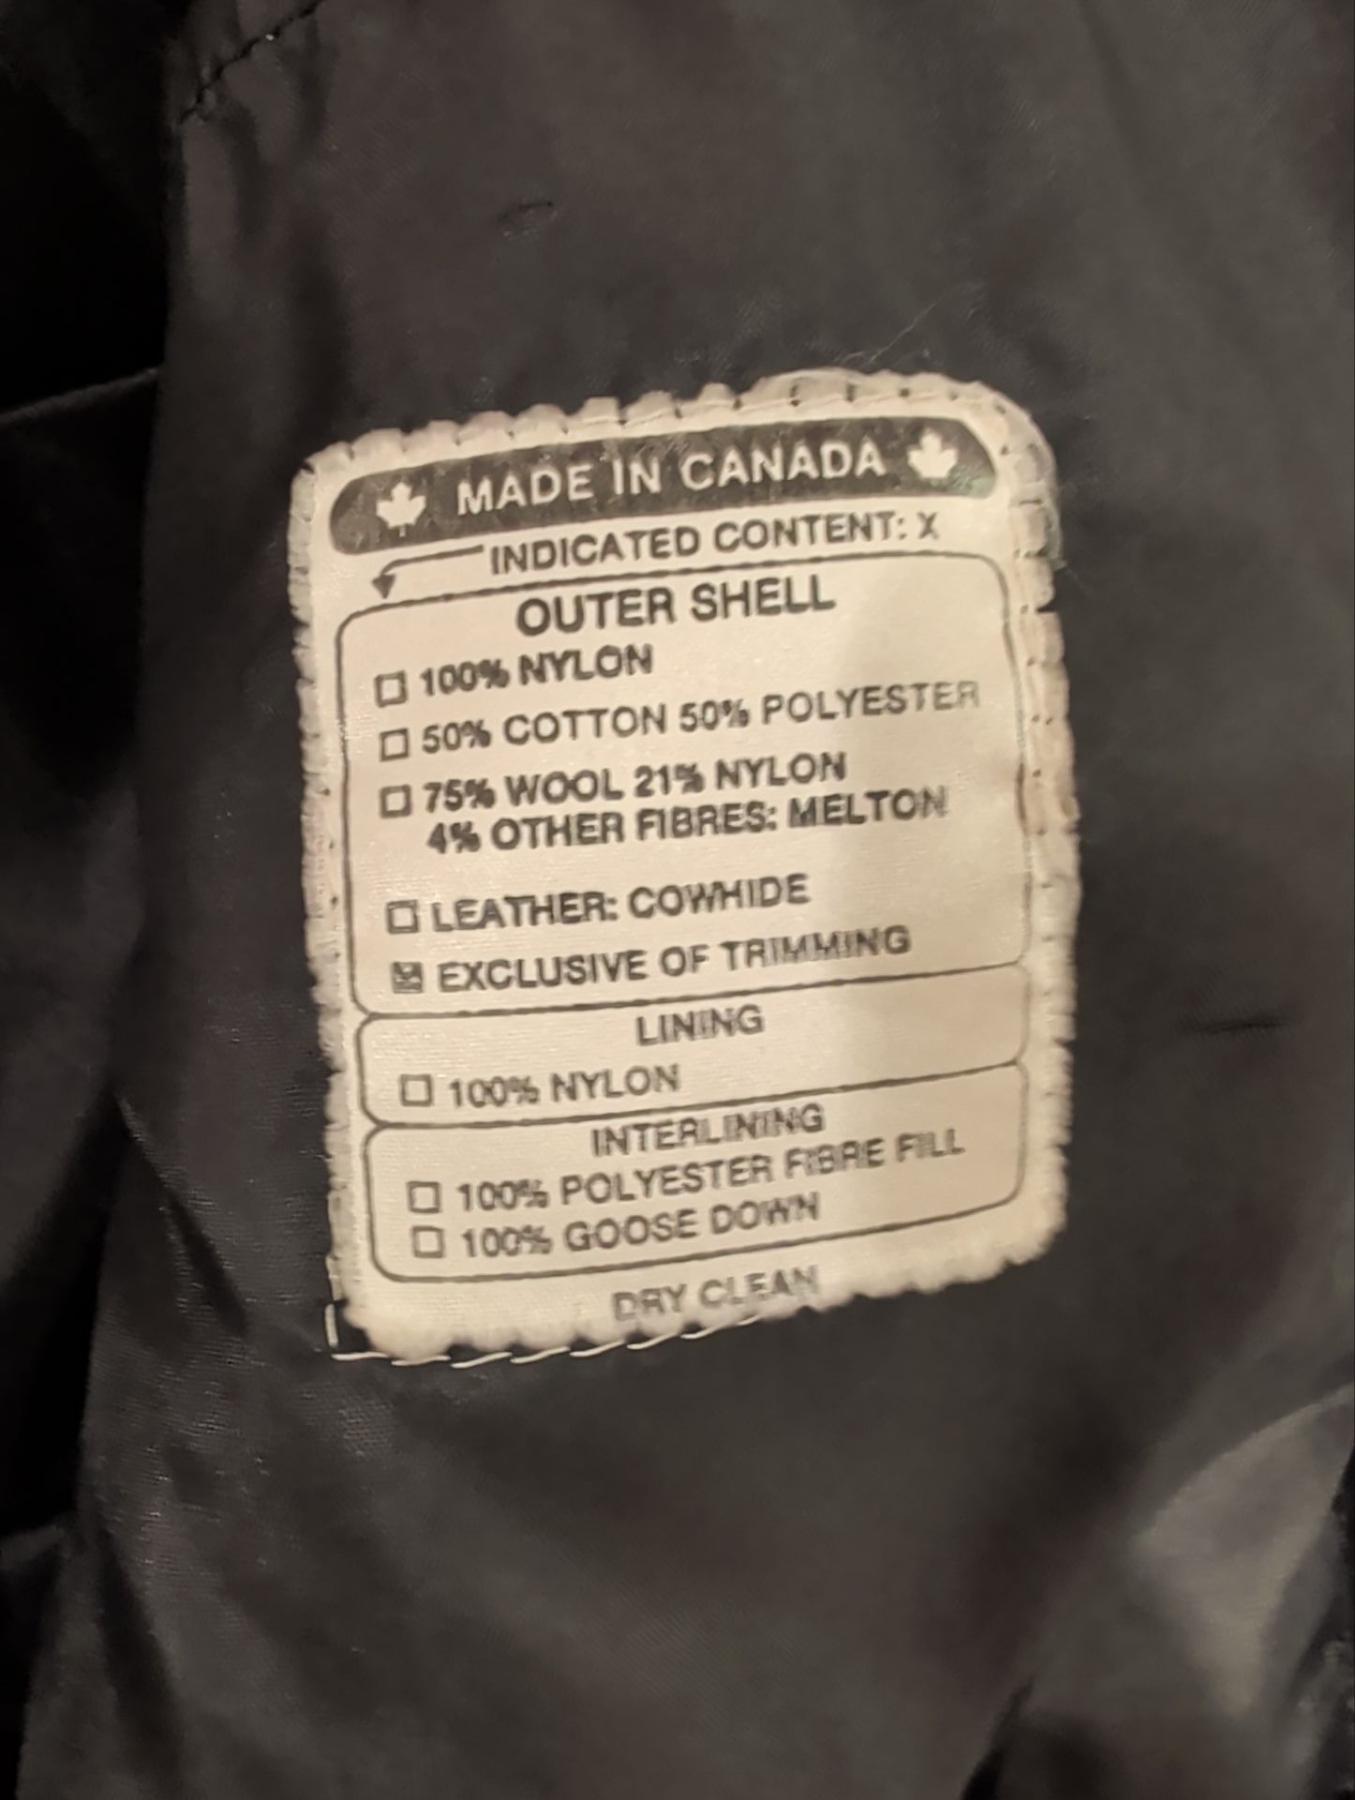 MADE IN CANADA
INDICATED CONTENT: X
OUTER SHELL
☐ 100% NYLON
☐ 50% COTTON 50% POLYESTER
☐ 75% WOOL 21% NYLON
4% OTHER FIBRES: MELTON
☐ LEATHER: COWHIDE
☒ EXCLUSIVE OF TRIMMING
LINING
☐ 100% NYLON
INTERLINING
☐ 100% POLYESTER FIBRE FILL
☐ 100% GOOSE DOWN
DRY CLEAN